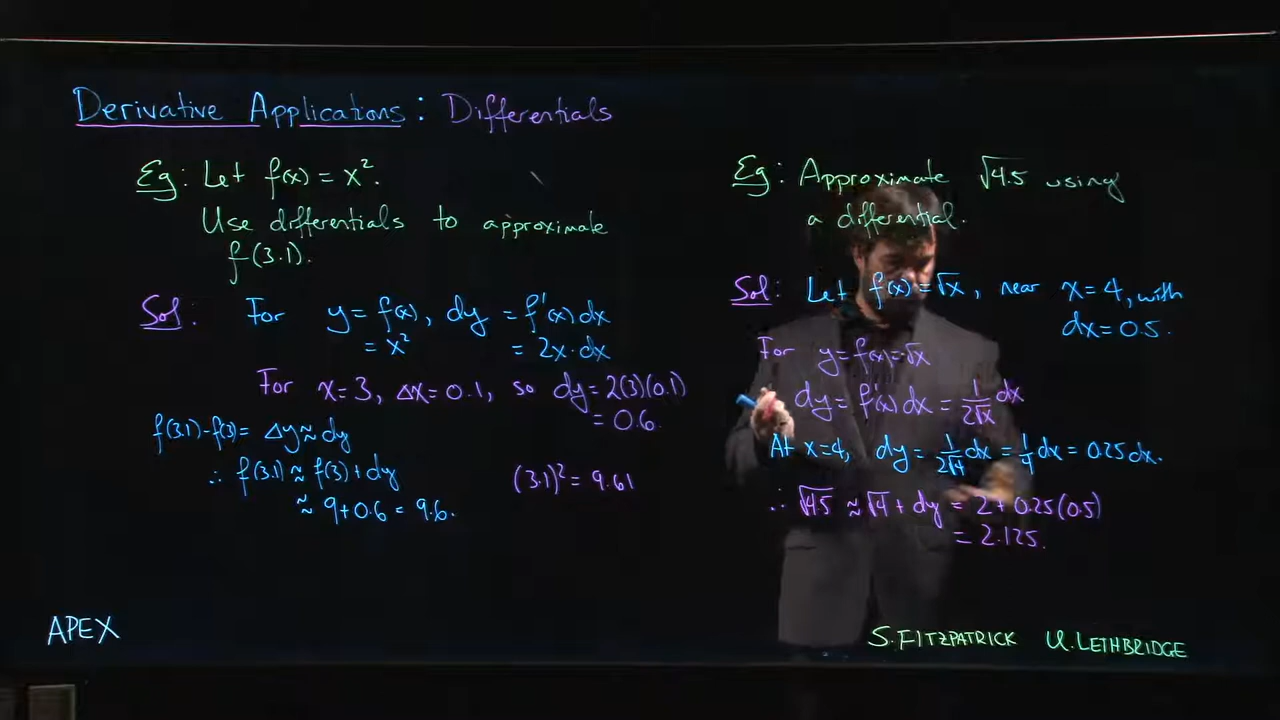 Derivative Applications: Differentials
Eg: Let f(x) = x².
Use differentials to approximate
f(3.1).
Sol: For y = f(x), dy = f'(x) dx
= x² = 2x·dx
For x=3, Δx=0.1, so dy = 2(3)(0.1)
= 0.6.
f(3.1)-f(3) = Δy ≈ dy
∴ f(3.1) ≈ f(3) + dy
≈ 9+0.6 = 9.6.
(3.1)² = 9.61
Eg: Approximate √4.5 using
a differential.
Sol: Let f(x) = √x, near x=4, with
dx=0.5.
For y=f(x)=√x
dy = f'(x) dx = 1/(2√x) dx
At x=4, dy = 1/(2√4) dx = 1/4 dx = 0.25 dx.
∴ √4.5 ≈ √4 + dy = 2 + 0.25(0.5)
= 2.125.
APEX
S. FITZPATRICK U. LETHBRIDGE